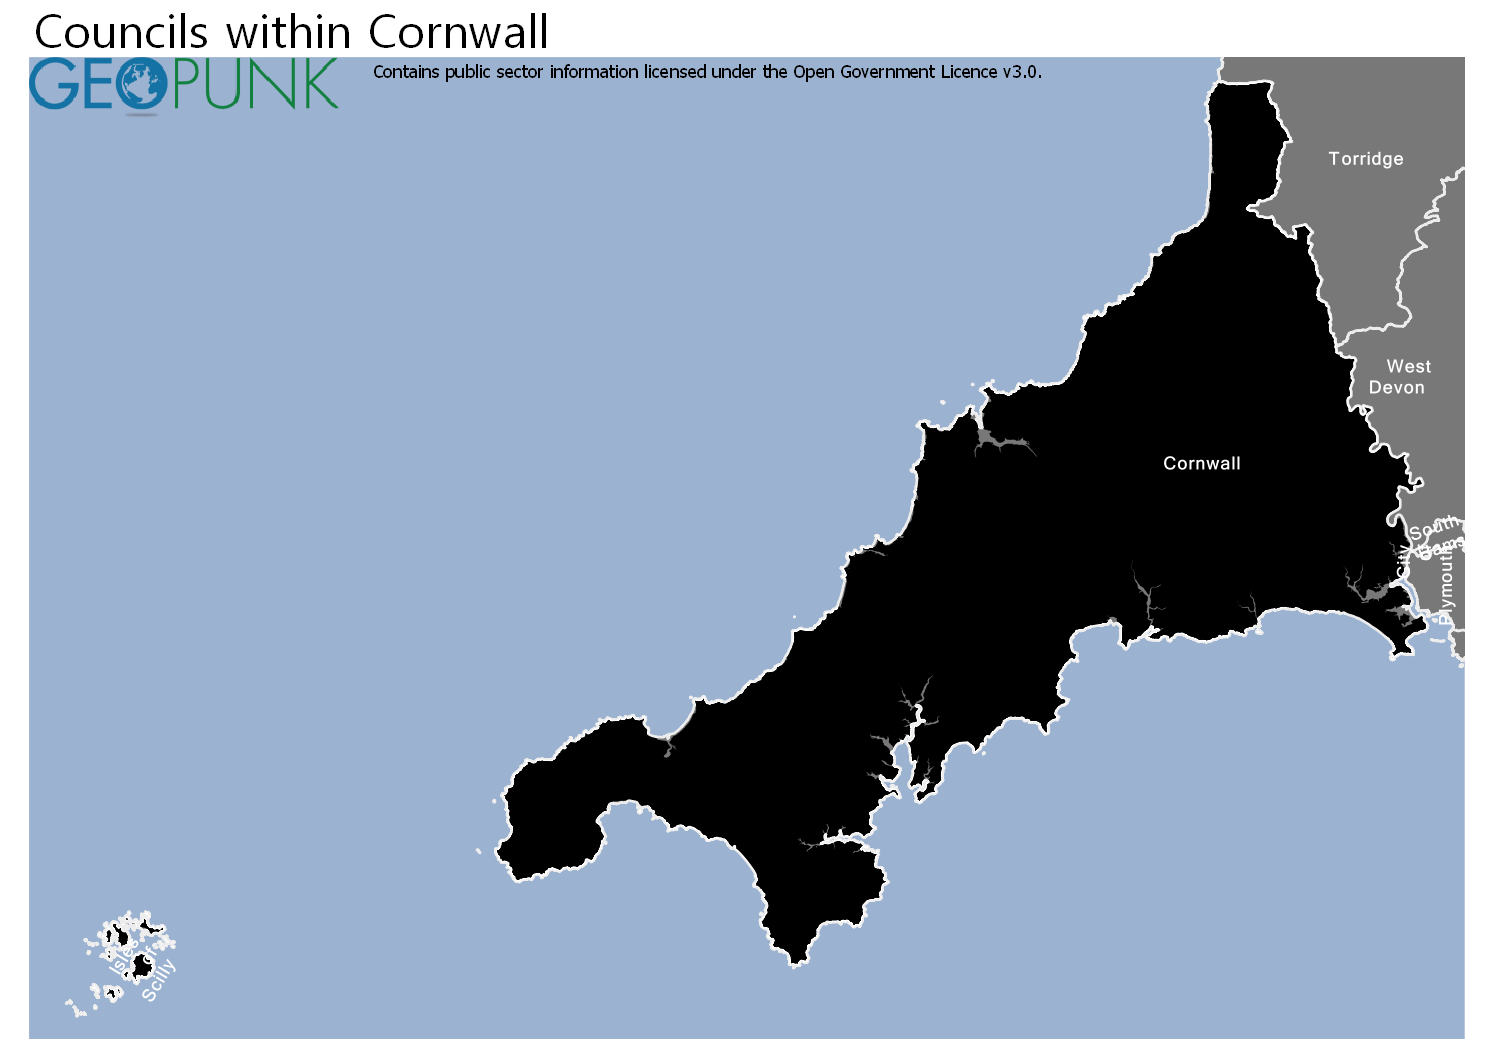 Councils within Cornwall
GEOPUNK
Contains public sector information licensed under the Open Government Licence v3.0.
Torridge
West
Devon
Cornwall
South
Hams
City
Plymouth
Isles
of
Scilly